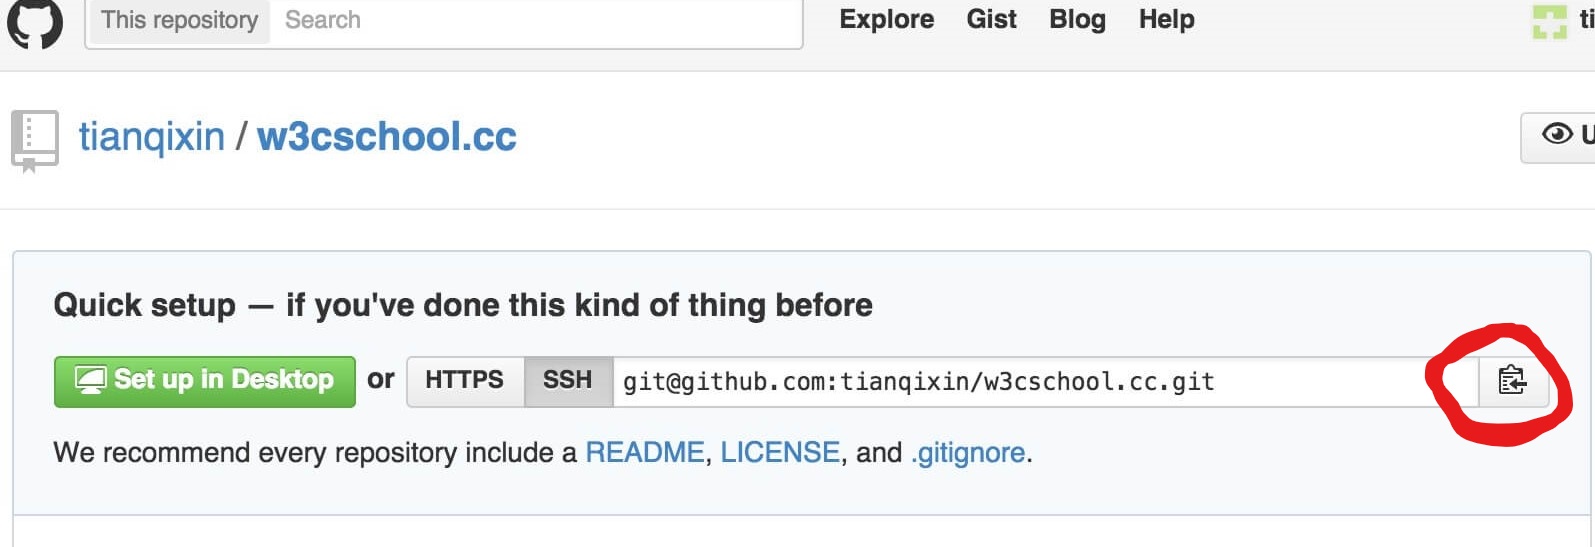 This repository Search Explore Gist Blog Help
tianqixin / w3cschool.cc
Quick setup — if you've done this kind of thing before
Set up in Desktop or HTTPS SSH git@github.com:tianqixin/w3cschool.cc.git
We recommend every repository include a README, LICENSE, and .gitignore.